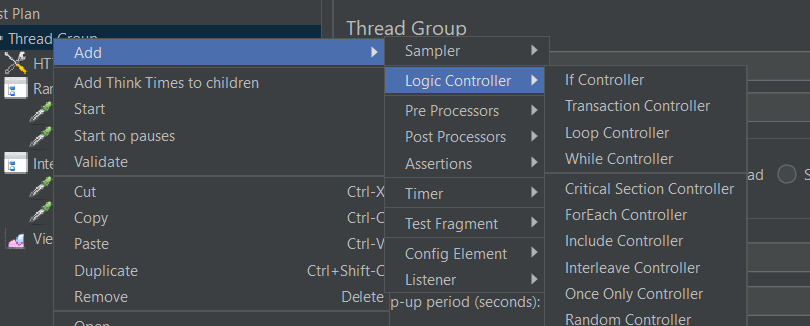 st Plan
Thread Group
Thread Group
HT
Ran
Inte
Vie
Add
Add Think Times to children
Start
Start no pauses
Validate
Cut Ctrl-X
Copy Ctrl-C
Paste Ctrl-V
Duplicate Ctrl+Shift-C
Remove Delete
Open
Sampler
Logic Controller
Pre Processors
Post Processors
Assertions
Timer
Test Fragment
Config Element
Listener
If Controller
Transaction Controller
Loop Controller
While Controller
Critical Section Controller
ForEach Controller
Include Controller
Interleave Controller
Once Only Controller
Random Controller
ad S
p-up period (seconds):